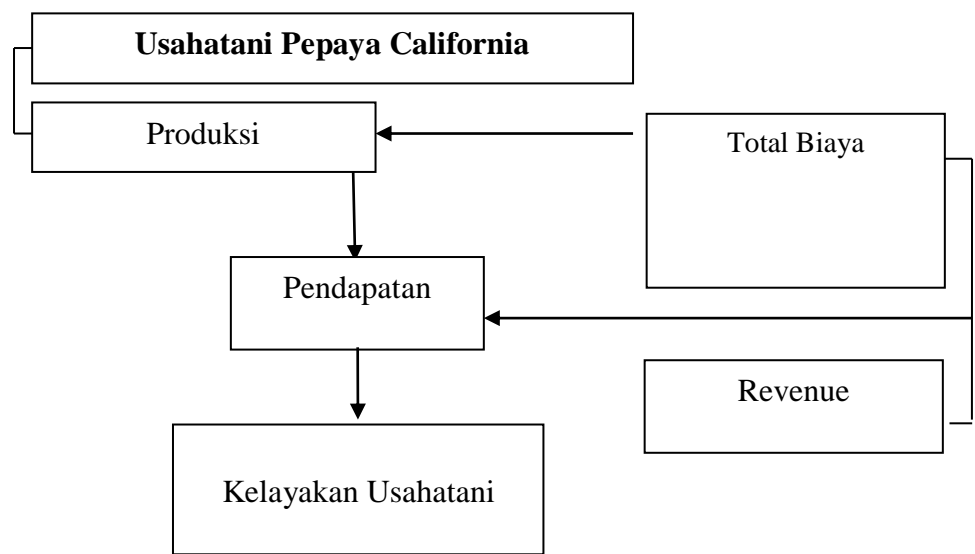 Usahatani Pepaya California
Produksi
Total Biaya
Pendapatan
Revenue
Kelayakan Usahatani